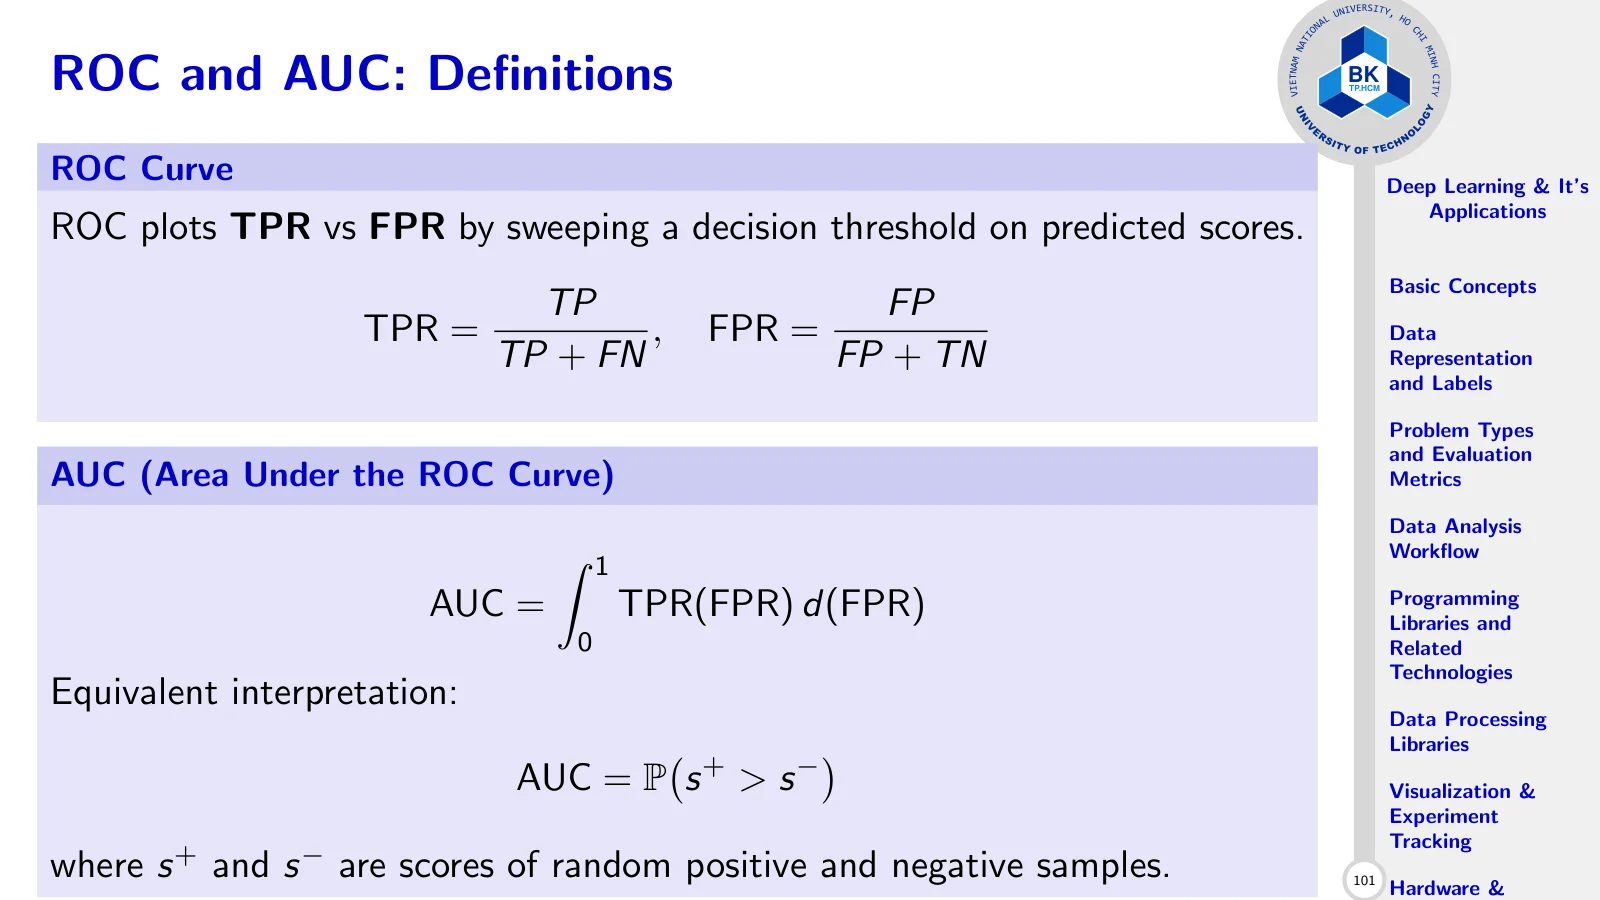 ROC and AUC: Definitions
ROC Curve
ROC plots TPR vs FPR by sweeping a decision threshold on predicted scores.
TPR = TP / (TP + FN), FPR = FP / (FP + TN)
AUC (Area Under the ROC Curve)
AUC = ∫₀¹ TPR(FPR) d(FPR)
Equivalent interpretation:
AUC = ℙ(s⁺ > s⁻)
where s⁺ and s⁻ are scores of random positive and negative samples.
VIETNAM NATIONAL UNIVERSITY, HO CHI MINH CITY
BK
TP.HCM
UNIVERSITY OF TECHNOLOGY
Deep Learning & It's
Applications
Basic Concepts
Data
Representation
and Labels
Problem Types
and Evaluation
Metrics
Data Analysis
Workflow
Programming
Libraries and
Related
Technologies
Data Processing
Libraries
Visualization &
Experiment
Tracking
Hardware &
101